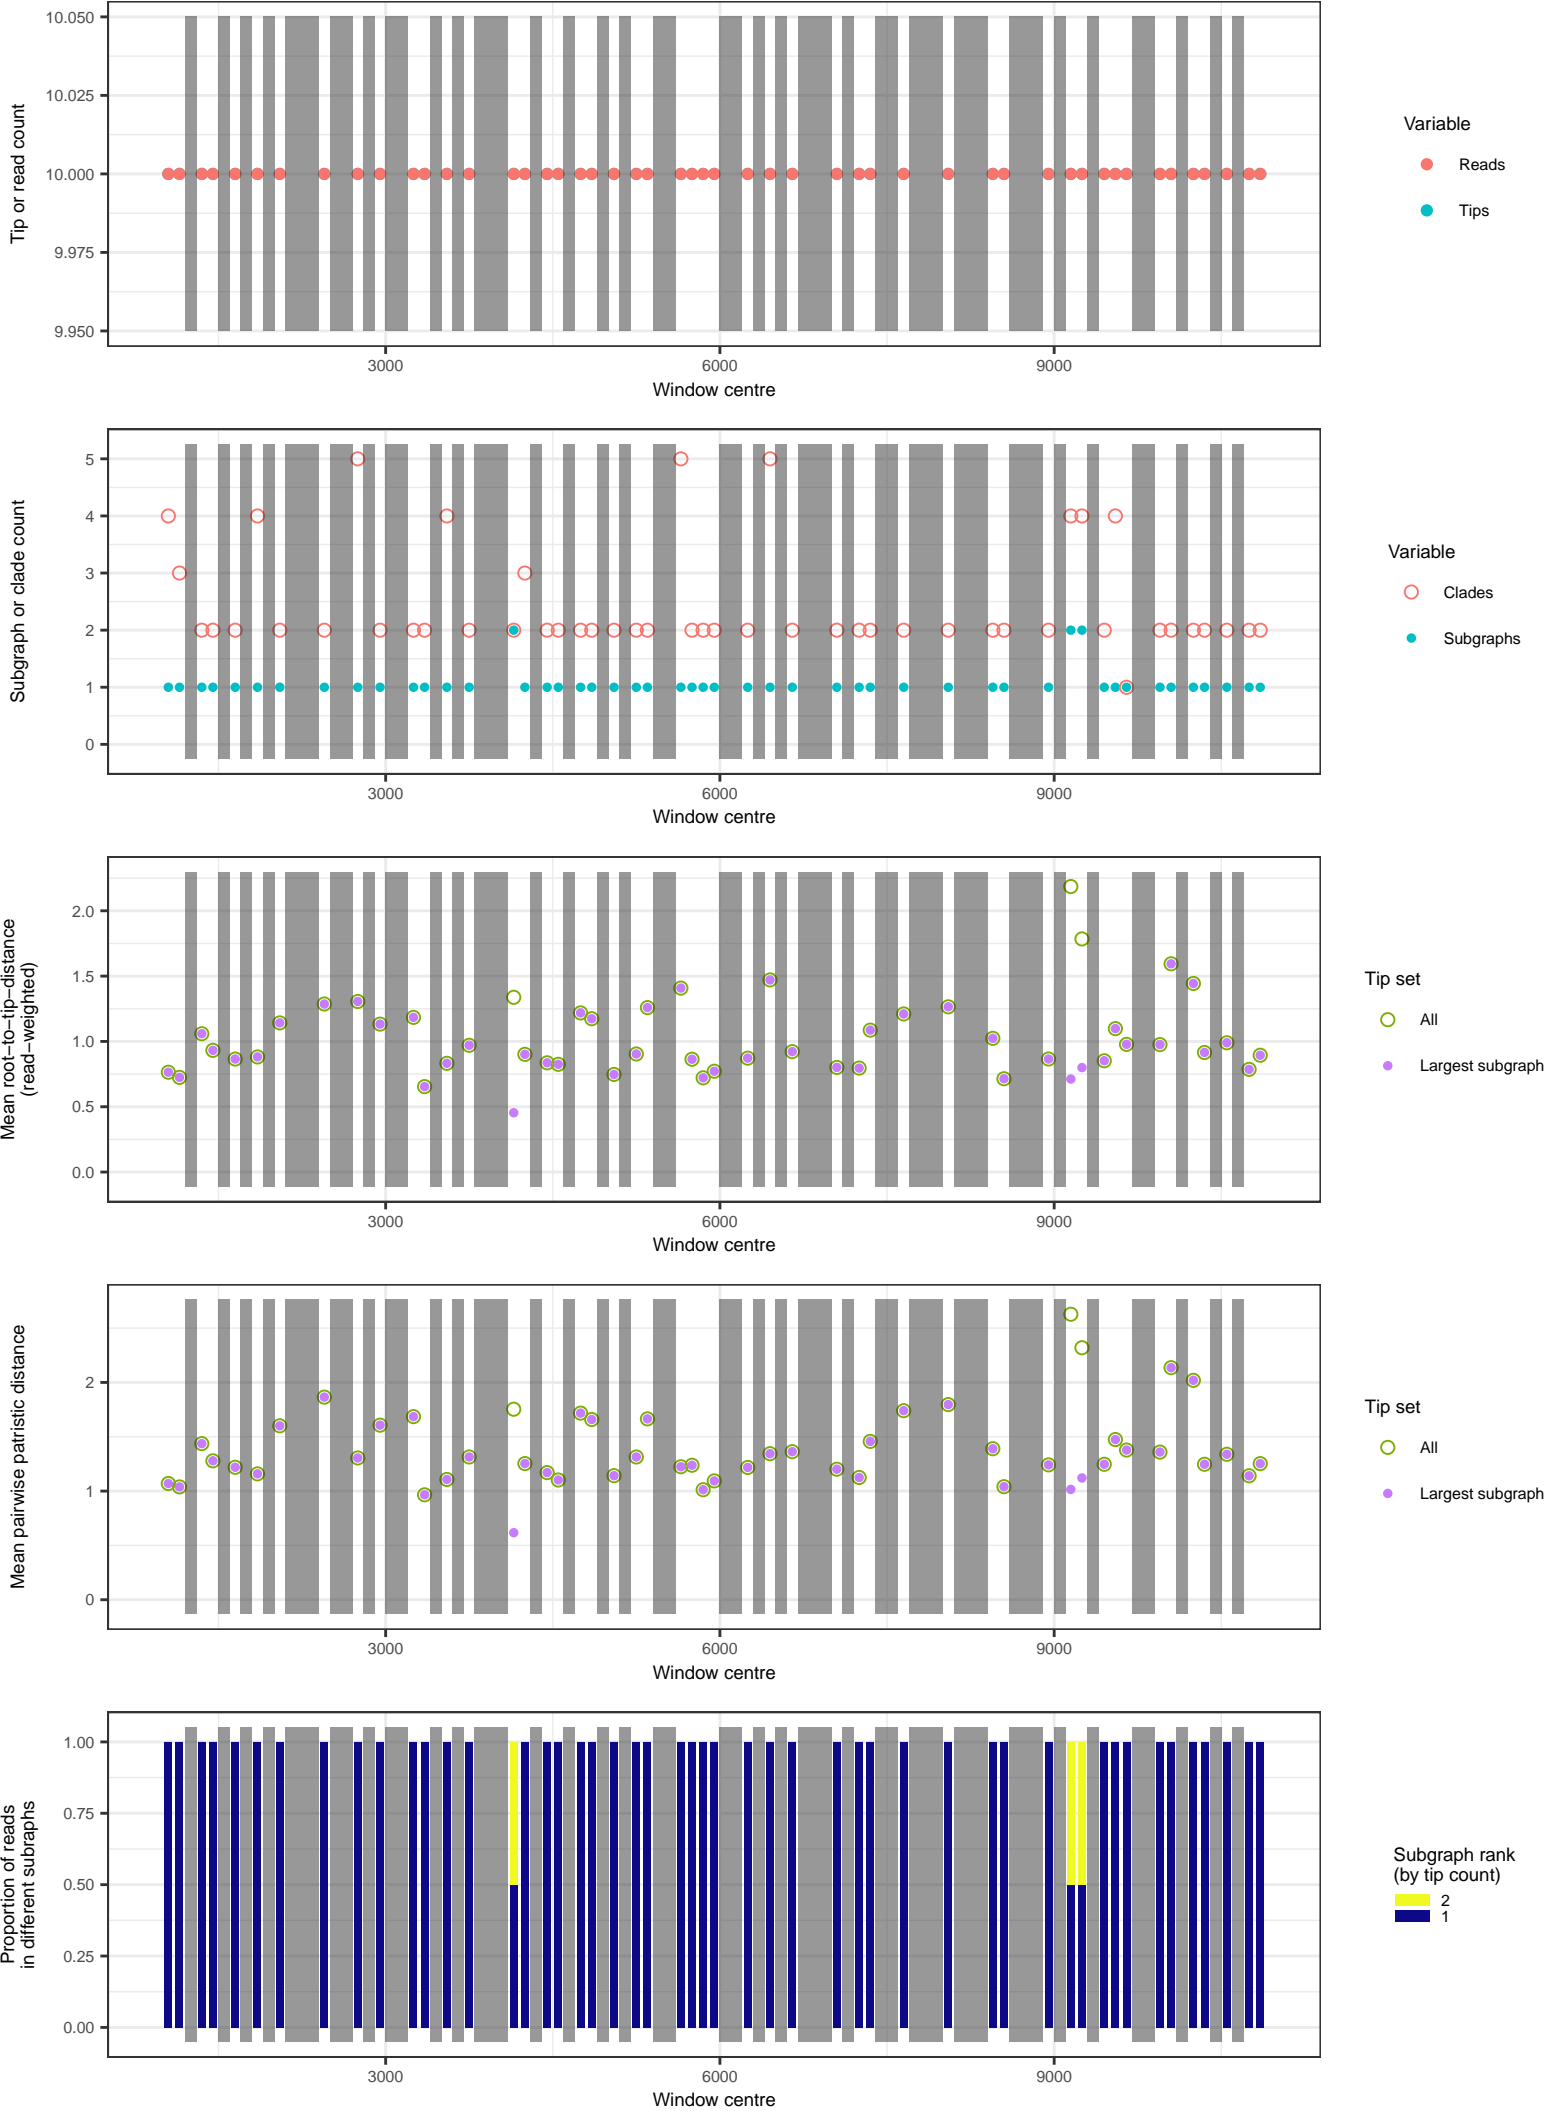 10.050
10.025
10.000
9.975
9.950
Tip or read count
3000
6000
9000
Window centre
Variable
Reads
Tips
5
4
3
2
1
0
Subgraph or clade count
3000
6000
9000
Window centre
Variable
Clades
Subgraphs
2.0
1.5
1.0
0.5
0.0
Mean root−to−tip−distance
(read−weighted)
3000
6000
9000
Window centre
Tip set
All
Largest subgraph
2
1
0
Mean pairwise patristic distance
3000
6000
9000
Window centre
Tip set
All
Largest subgraph
1.00
0.75
0.50
0.25
0.00
Proportion of reads
in different subraphs
3000
6000
9000
Window centre
Subgraph rank
(by tip count)
2
1